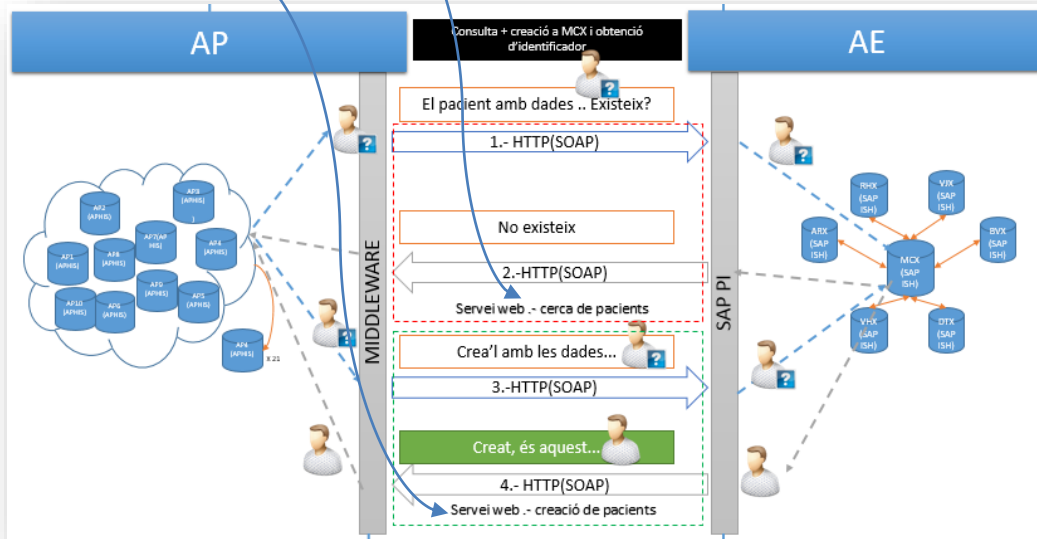 AP
Consulta + creació a MCX i obtenció
d'identificador
AE
El pacient amb dades .. Existeix?
1.- HTTP(SOAP)
No existeix
2.-HTTP(SOAP)
Servei web .- cerca de pacients
Crea'l amb les dades...
3.-HTTP(SOAP)
Creat, és aquest...
4.- HTTP(SOAP)
Servei web .- creació de pacients
MIDDLEWARE
SAP PI
AP3
(APHIS)
)
AP2
(APHIS)
AP7(AP
HIS)
(APHIS)
AP1
(APHIS)
AP8
(APHIS)
AP9
(APHIS)
AP5
(APHIS)
AP10
(APHIS)
AP6
(APHIS)
(APHIS)
X 21
RHX
(SAP
ISH)
VJX
(SAP
ISH)
ARX
(SAP
ISH)
BVX
(SAP
ISH)
MCX
(SAP
ISH)
VHX
(SAP
ISH)
DTX
(SAP
ISH)
?
?
?
?
?
?